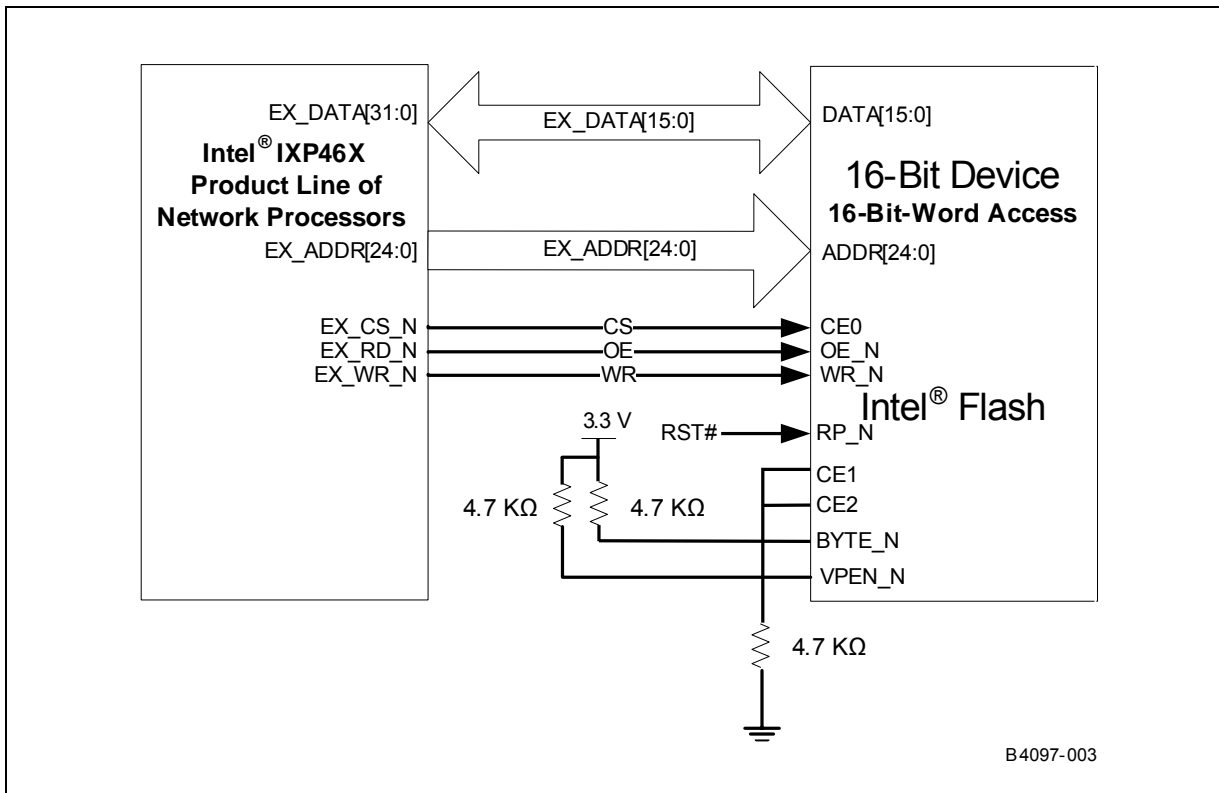 EX_DATA[31:0]
Intel® IXP46X
Product Line of
Network Processors
EX_ADDR[24:0]
EX_CS_N
EX_RD_N
EX_WR_N
EX_DATA[15:0]
EX_ADDR[24:0]
CS
OE
WR
DATA[15:0]
16-Bit Device
16-Bit-Word Access
ADDR[24:0]
CE0
OE_N
WR_N
Intel® Flash
RST#
RP_N
CE1
CE2
BYTE_N
VPEN_N
3.3 V
4.7 KΩ
4.7 KΩ
4.7 KΩ
B4097-003